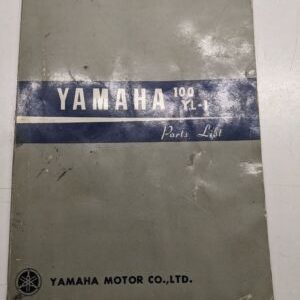 YAMAHA 100 YL-1
Parts List
YAMAHA MOTOR CO.,LTD.